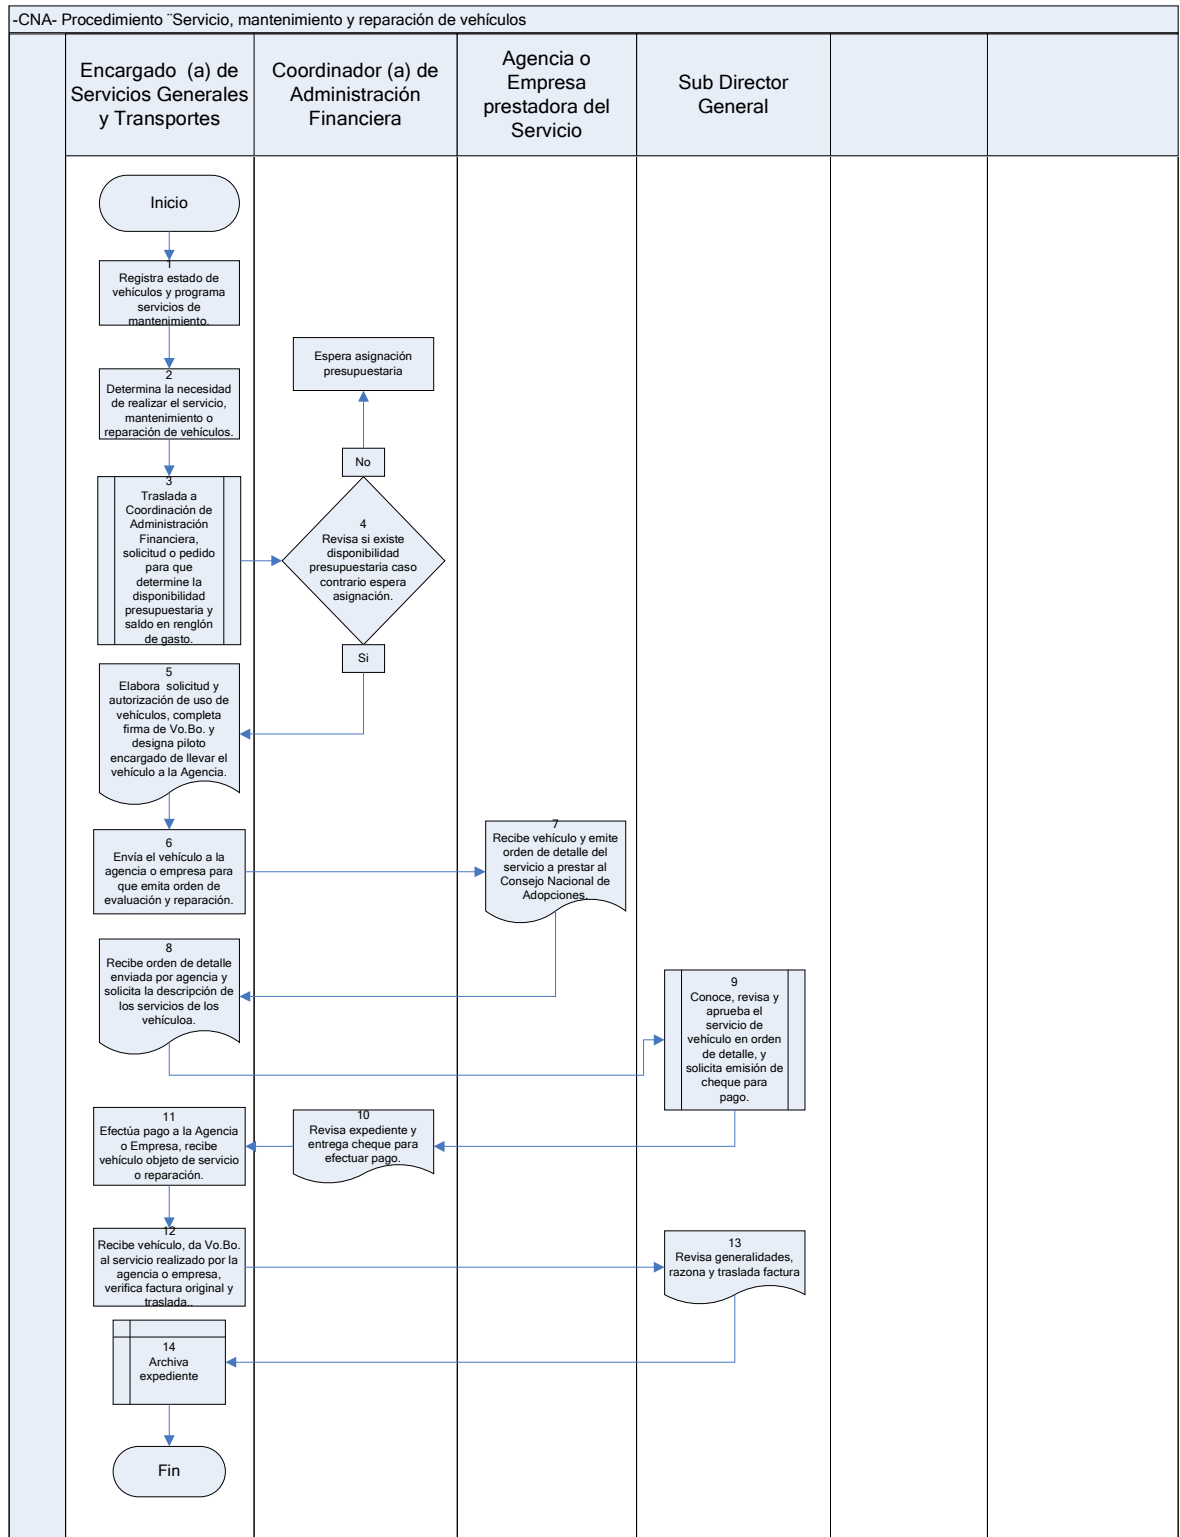 -CNA- Procedimiento ¨Servicio, mantenimiento y reparación de vehículos
Encargado (a) de
Servicios Generales
y Transportes
Coordinador (a) de
Administración
Financiera
Agencia o
Empresa
prestadora del
Servicio
Sub Director
General
Inicio
1
Registra estado de
vehículos y programa
servicios de
mantenimiento.
2
Determina la necesidad
de realizar el servicio,
mantenimiento o
reparación de vehículos.
3
Traslada a
Coordinación de
Administración
Financiera,
solicitud o pedido
para que
determine la
disponibilidad
presupuestaria y
saldo en renglón
de gasto.
Espera asignación
presupuestaria
No
4
Revisa si existe
disponibilidad
presupuestaria caso
contrario espera
asignación.
Si
5
Elabora solicitud y
autorización de uso de
vehículos, completa
firma de Vo.Bo. y
designa piloto
encargado de llevar el
vehículo a la Agencia.
6
Envía el vehículo a la
agencia o empresa para
que emita orden de
evaluación y reparación.
7
Recibe vehículo y emite
orden de detalle del
servicio a prestar al
Consejo Nacional de
Adopciones.
8
Recibe orden de detalle
enviada por agencia y
solicita la descripción de
los servicios de los
vehículoa.
9
Conoce, revisa y
aprueba el
servicio de
vehículo en orden
de detalle, y
solicita emisión de
cheque para
pago.
10
Revisa expediente y
entrega cheque para
efectuar pago.
11
Efectúa pago a la Agencia
o Empresa, recibe
vehículo objeto de servicio
o reparación.
12
Recibe vehículo, da Vo.Bo.
al servicio realizado por la
agencia o empresa,
verifica factura original y
traslada..
13
Revisa generalidades,
razona y traslada factura
14
Archiva
expediente
Fin